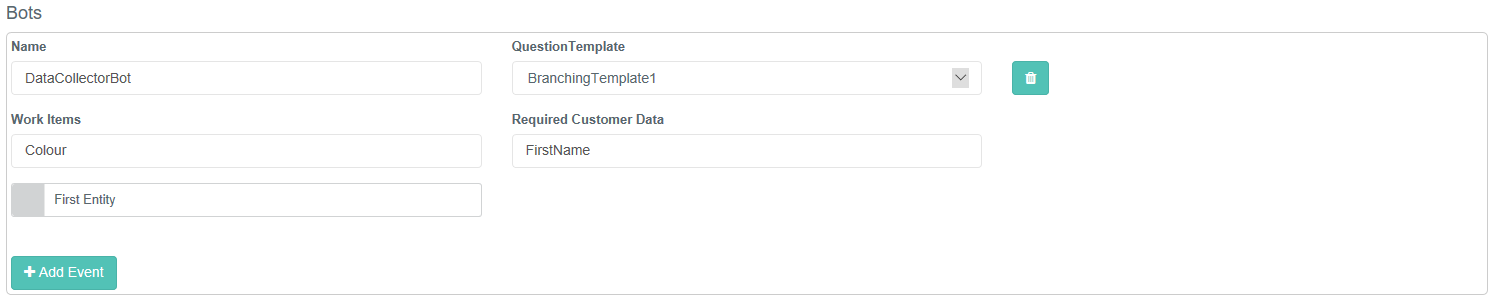 Bots
Name
QuestionTemplate
DataCollectorBot
BranchingTemplate1
Work Items
Required Customer Data
Colour
FirstName
First Entity
Add Event